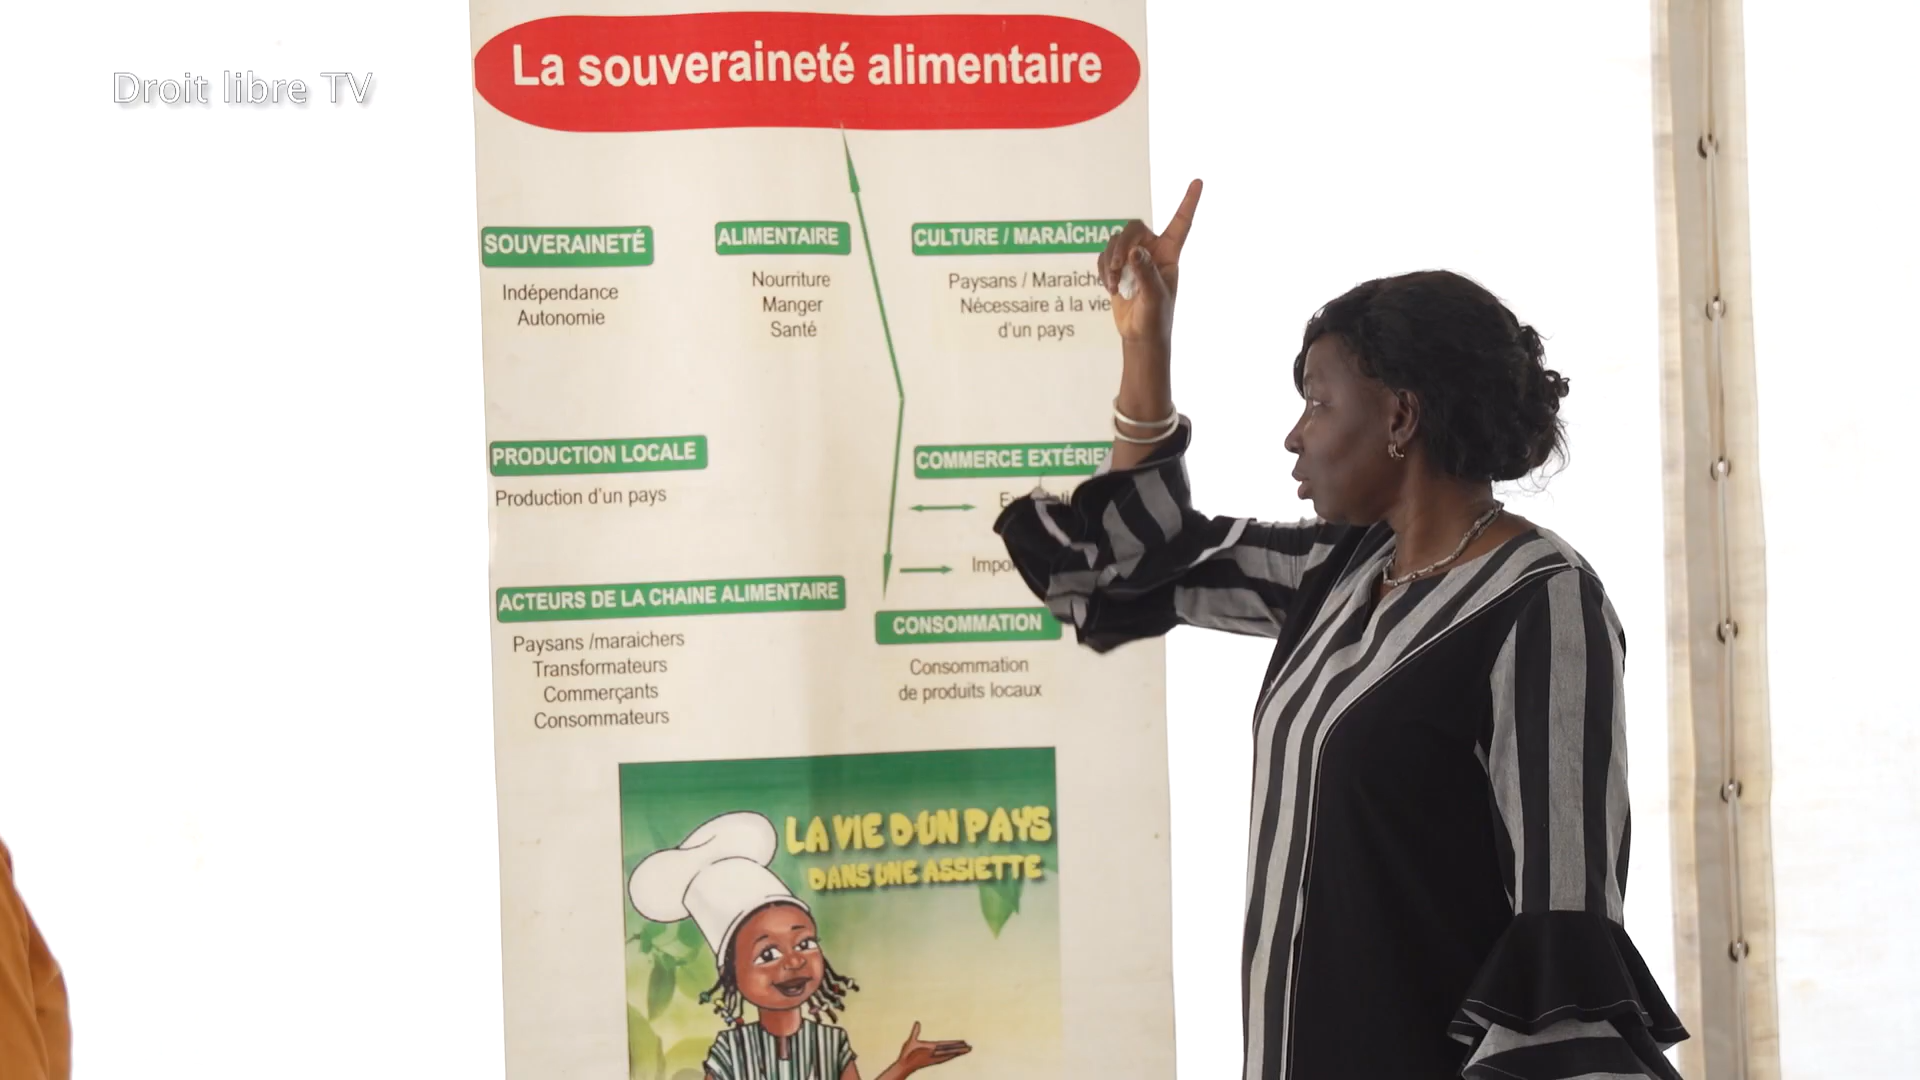 Droit libre TV
La souveraineté alimentaire
SOUVERAINETÉ
Indépendance
Autonomie
ALIMENTAIRE
Nourriture
Manger
Santé
CULTURE /
Paysans /
Nécessaire à la vie
d'un pays
PRODUCTION LOCALE
Production d'un pays
COMMERCE
ACTEURS DE LA CHAINE ALIMENTAIRE
Paysans /maraichers
Transformateurs
Commerçants
Consommateurs
CONSOMMATION
Consommation
de produits locaux
LA VIE D'UN PAYS
DANS UNE ASSIETTE